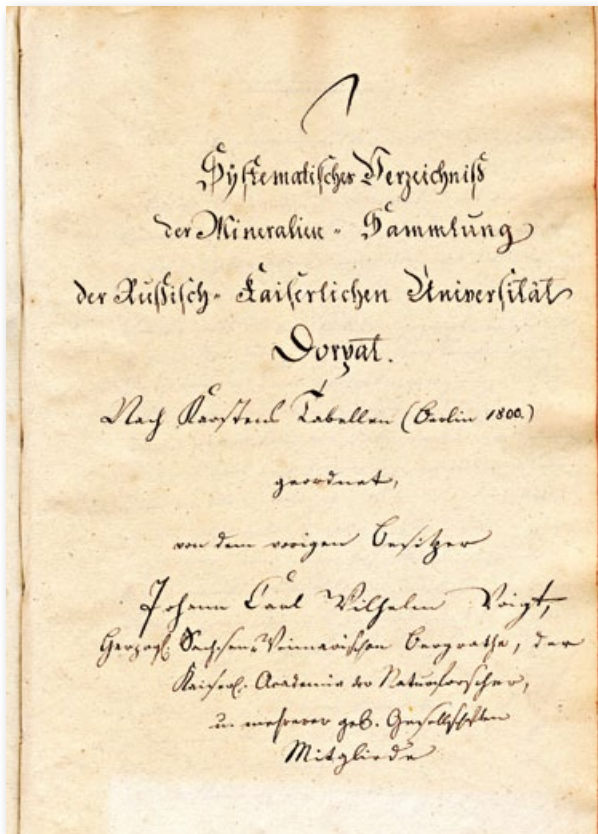 Systematisches Verzeichniß
der Mineralien - Sammlung
der Russisch - Kaiserlichen Universität
Dorpat.
Nach Karstens Tabellen (Berlin 1800.)
geordnet,
von dem vorigen Besitzer
Johann Carl Wilhelm Voigt,
Herzogl. Sachsen Weimarischen Bergrathe, der
Kaiserl. Academie der Naturforscher,
u. mehrerer gel. Gesellschaften
Mitgliede